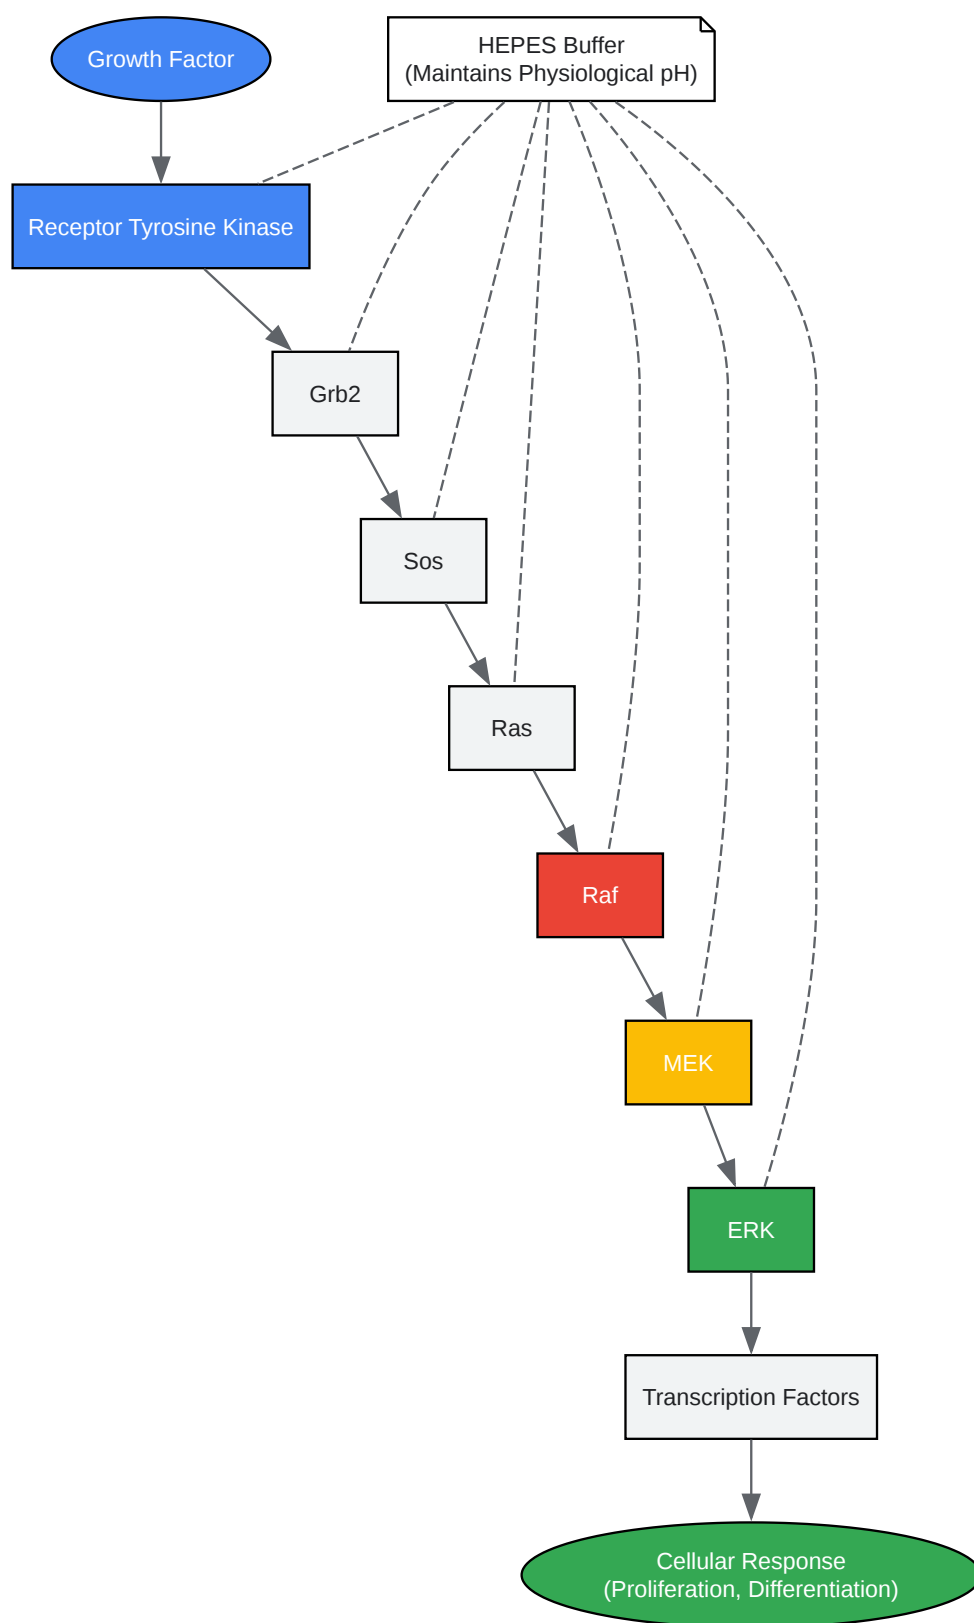 Growth Factor
HEPES Buffer
(Maintains Physiological pH)
Receptor Tyrosine Kinase
Grb2
Sos
Ras
Raf
MEK
ERK
Transcription Factors
Cellular Response
(Proliferation, Differentiation)